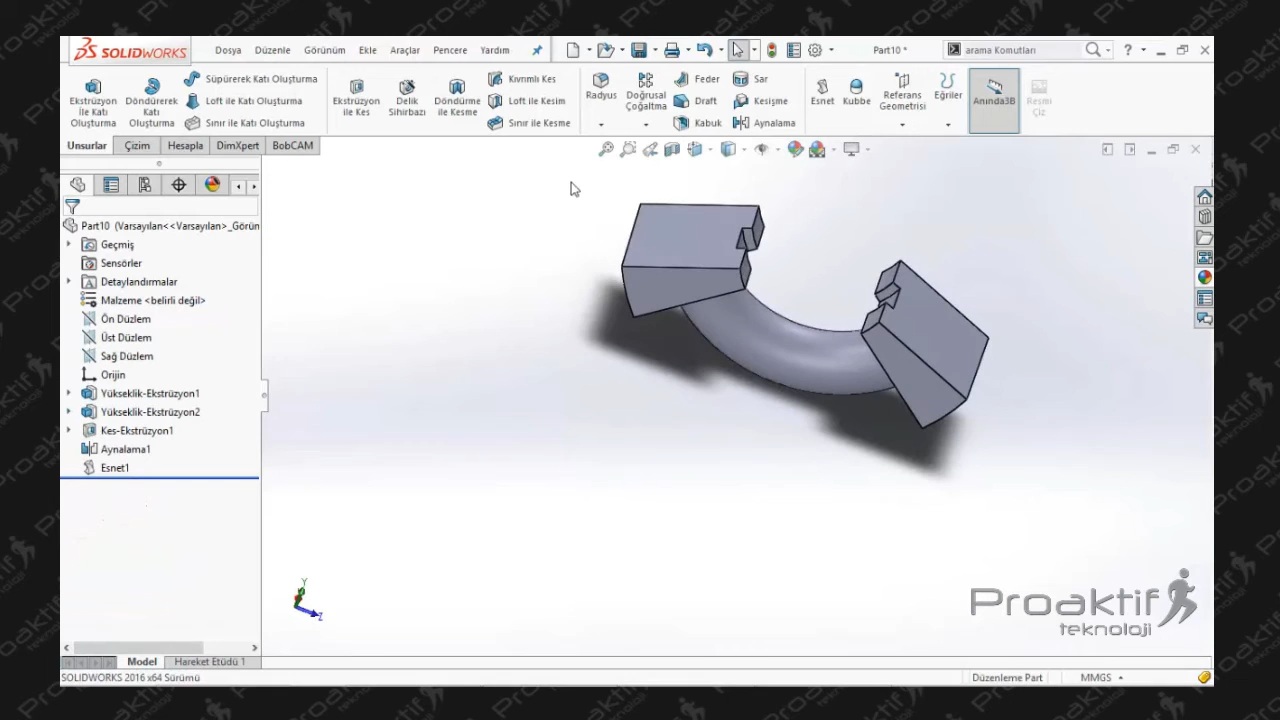 SOLIDWORKS Dosya Düzenle Görünüm Ekle Araçlar Pencere Yardım Part10 * arama Komutları ?
Ekstrüzyon İle Katı Oluşturma
Döndürerek Katı Oluşturma
Süpürerek Katı Oluşturma
Loft ile Katı Oluşturma
Sınır ile Katı Oluşturma
Ekstrüzyon ile Kes
Delik Sihirbazı
Döndürme ile Kesme
Kıvrımlı Kes
Loft ile Kesim
Sınır ile Kesme
Radyus
Doğrusal Çoğaltma
Feder
Draft
Kabuk
Sar
Kesişme
Aynalama
Esnet
Kubbe
Referans Geometrisi
Eğriler
Anında3B
Resmi Çiz
Unsurlar Çizim Hesapla DimXpert BobCAM
Part10 (Varsayılan<<Varsayılan>_Görün
Geçmiş
Sensörler
Detaylandırmalar
Malzeme <belirli değil>
Ön Düzlem
Üst Düzlem
Sağ Düzlem
Orijin
Yükseklik-Ekstrüzyon1
Yükseklik-Ekstrüzyon2
Kes-Ekstrüzyon1
Aynalama1
Esnet1
Y
Z
Proaktif
teknoloji
Model Hareket Etüdü 1
SOLIDWORKS 2016 x64 Sürümü Düzenleme Part MMGS